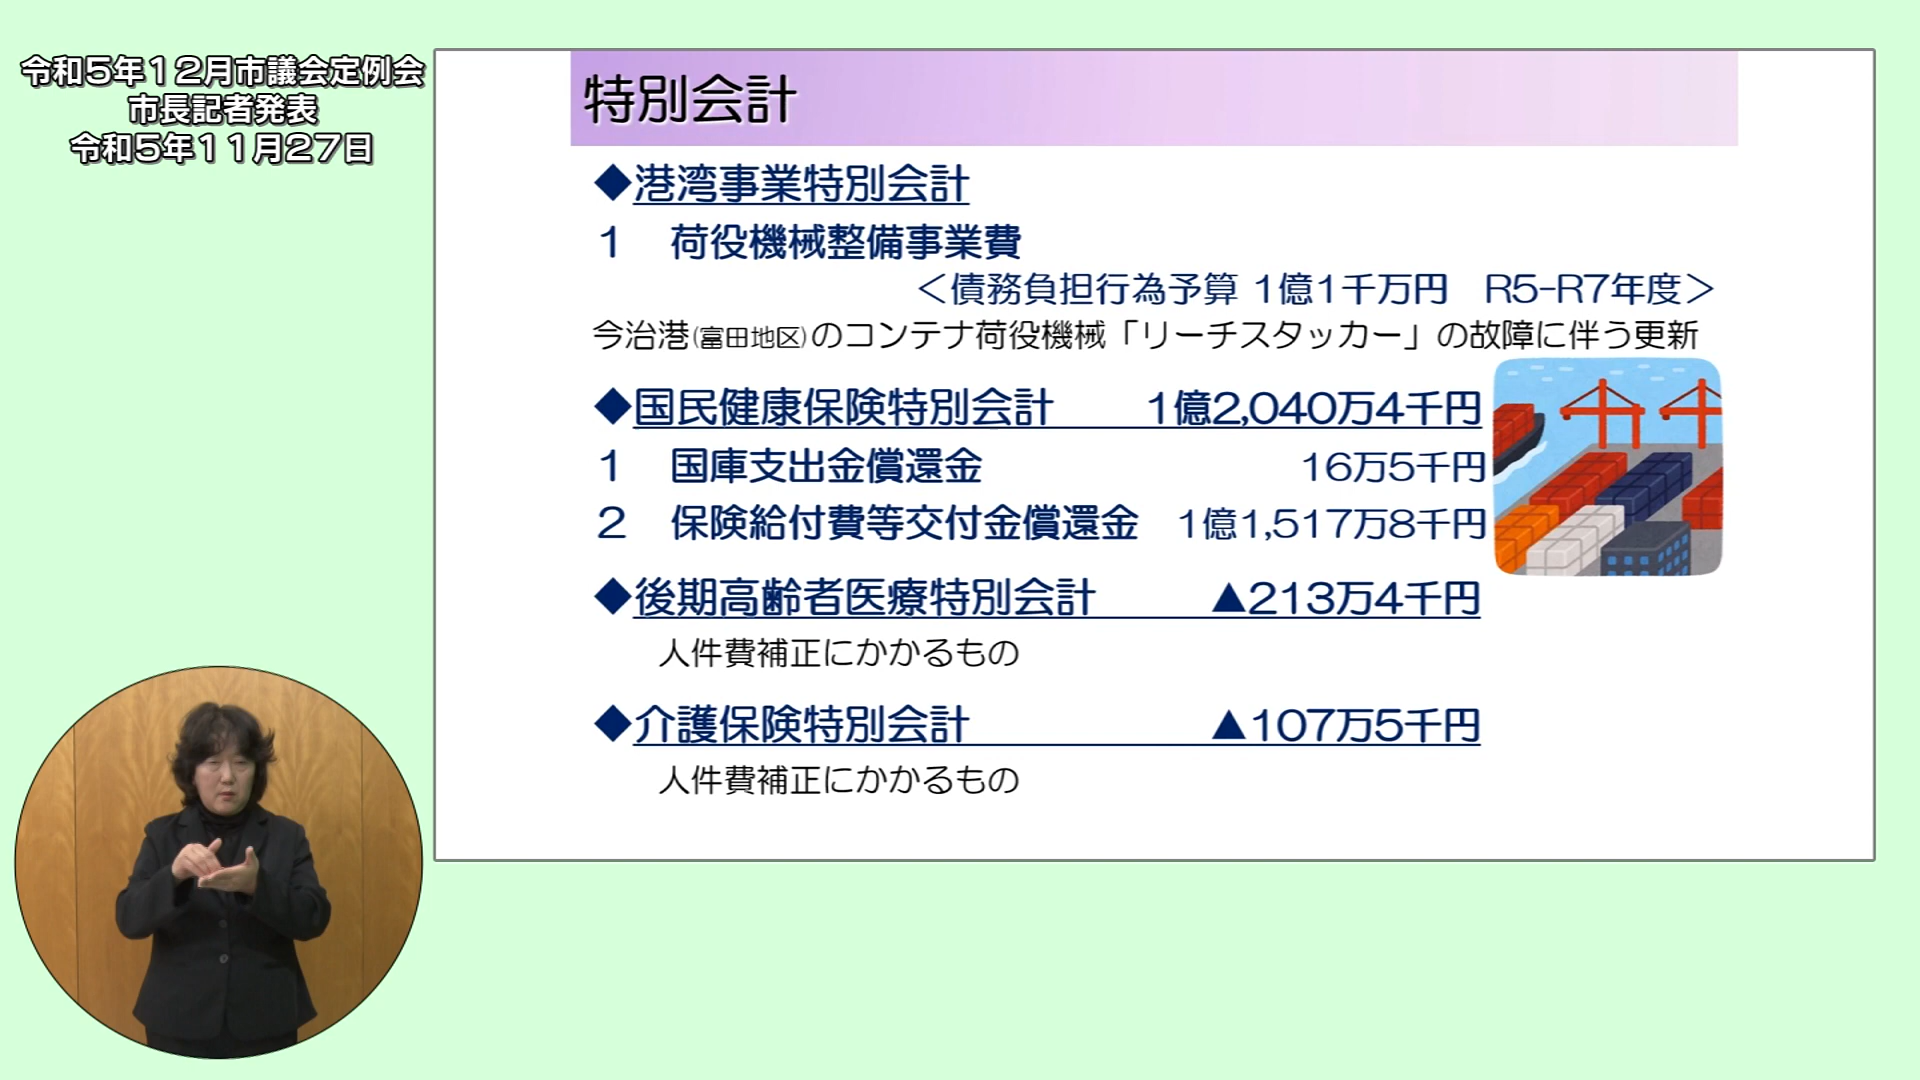 令和５年１２月市議会定例会
市長記者発表
令和５年１１月２７日
特別会計
◆港湾事業特別会計
１　荷役機械整備事業費
＜債務負担行為予算 1億1千万円　R5-R7年度＞
今治港(富田地区)のコンテナ荷役機械「リーチスタッカー」の故障に伴う更新
◆国民健康保険特別会計　　1億2,040万4千円
１　国庫支出金償還金　　16万5千円
２　保険給付費等交付金償還金　1億1,517万8千円
◆後期高齢者医療特別会計　　▲213万4千円
人件費補正にかかるもの
◆介護保険特別会計　　▲107万5千円
人件費補正にかかるもの